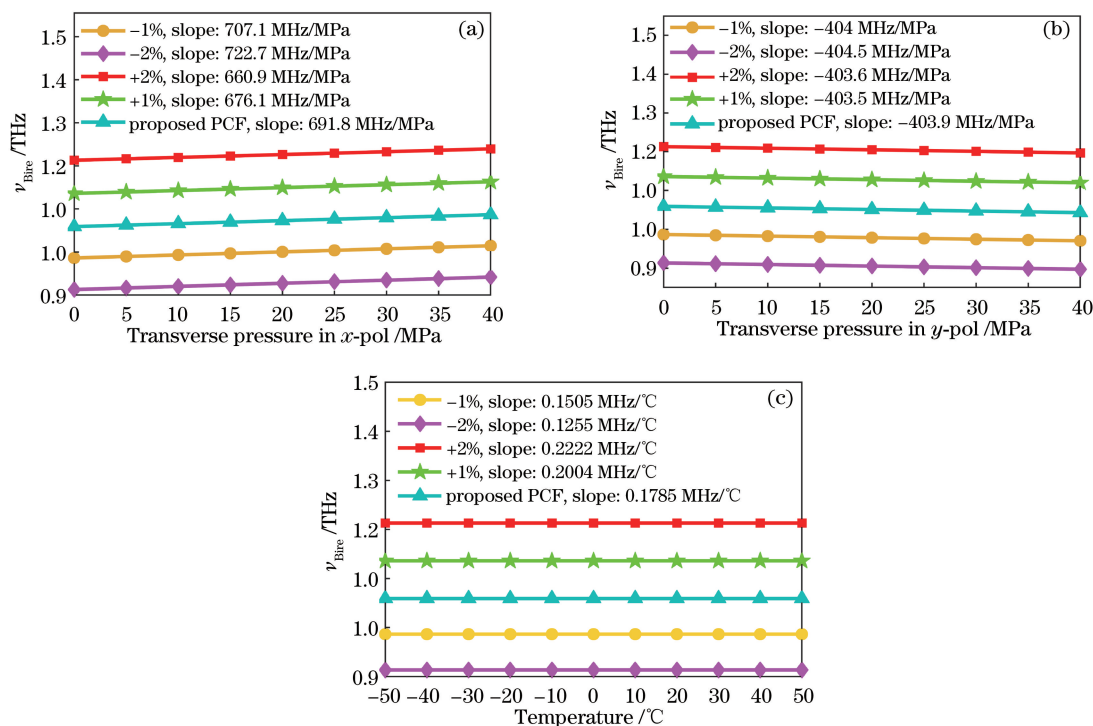 (a)
−1%, slope: 707.1 MHz/MPa
−2%, slope: 722.7 MHz/MPa
+2%, slope: 660.9 MHz/MPa
+1%, slope: 676.1 MHz/MPa
proposed PCF, slope: 691.8 MHz/MPa
1.5
1.4
1.3
1.2
1.0
1.0
0.9
νBire /THz
0 5 10 15 20 25 30 35 40
Transverse pressure in x-pol /MPa
(b)
−1%, slope: −404 MHz/MPa
−2%, slope: −404.5 MHz/MPa
+2%, slope: −403.6 MHz/MPa
+1%, slope: −403.5 MHz/MPa
proposed PCF, slope: −403.9 MHz/MPa
1.5
1.4
1.3
1.2
1.0
1.0
0.9
νBire /THz
0 5 10 15 20 25 30 35 40
Transverse pressure in y-pol /MPa
(c)
−1%, slope: 0.1505 MHz/℃
−2%, slope: 0.1255 MHz/℃
+2%, slope: 0.2222 MHz/℃
+1%, slope: 0.2004 MHz/℃
proposed PCF, slope: 0.1785 MHz/℃
1.5
1.4
1.3
1.2
1.0
1.0
0.9
νBire /THz
−50 −40 −30 −20 −10 0 10 20 30 40 50
Temperature /℃